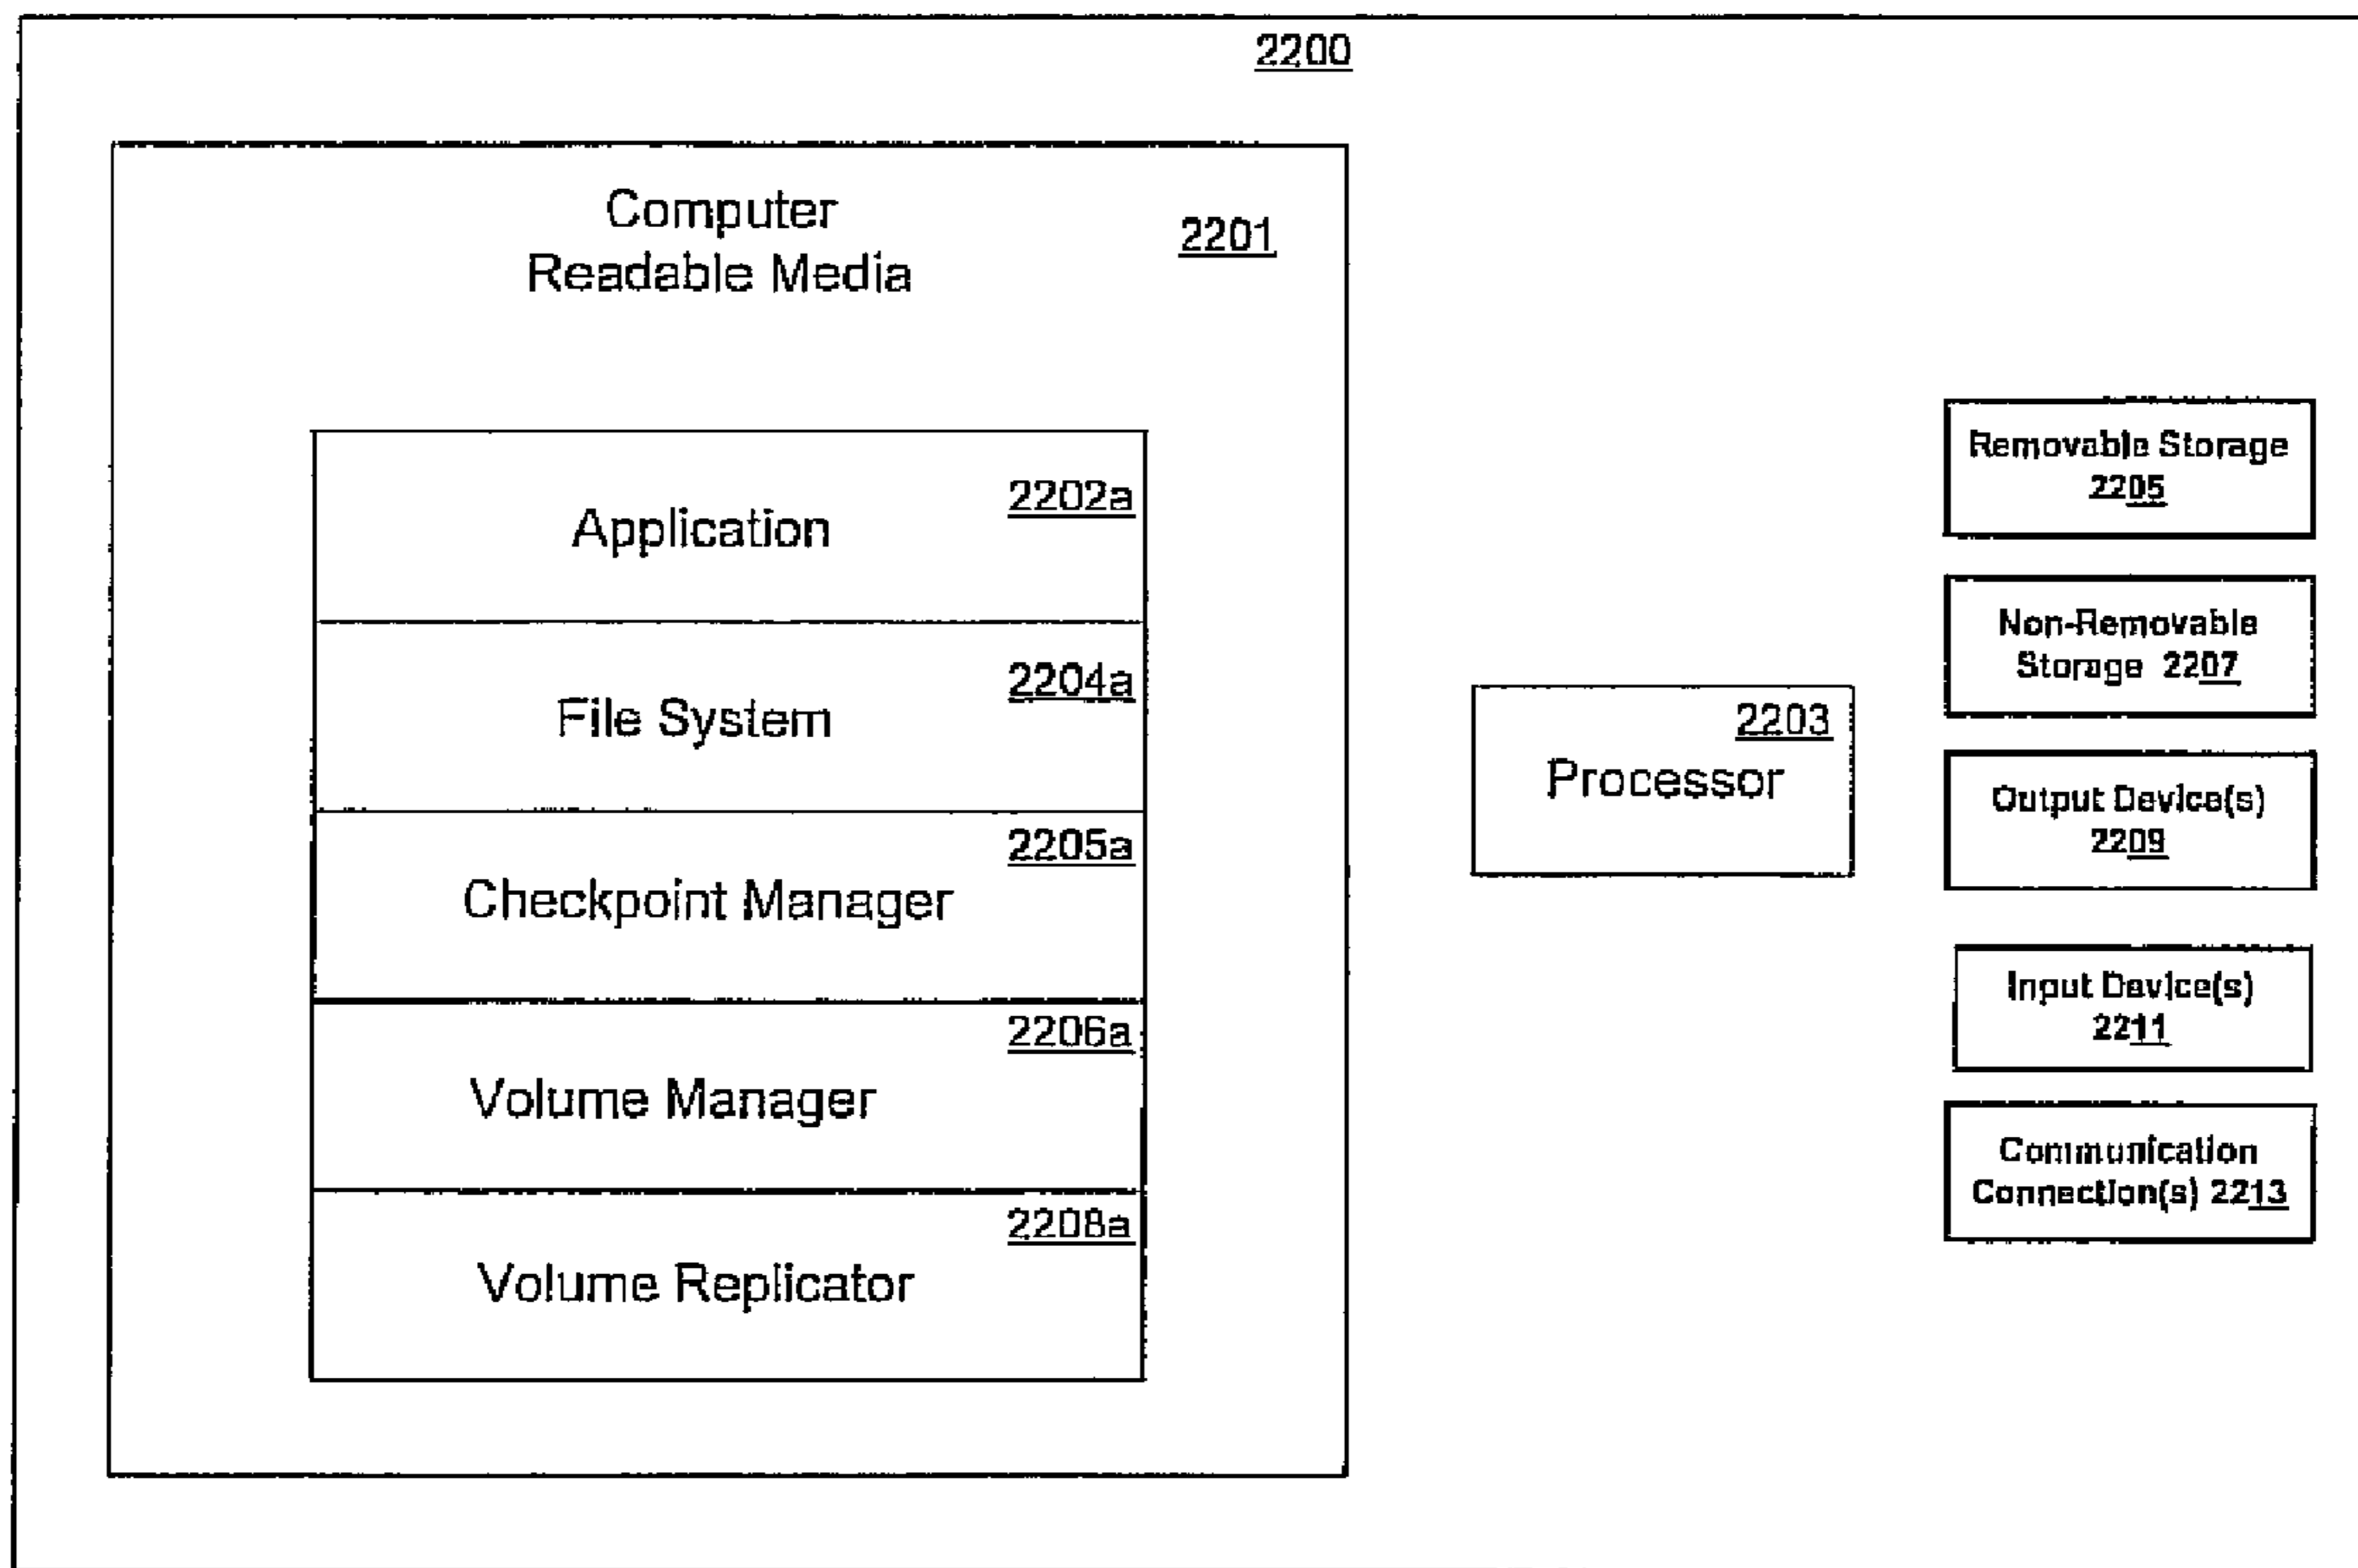 2200
Computer
Readable Media
2201
2202a
Application
2204a
File System
2205a
Checkpoint Manager
2206a
Volume Manager
2208a
Volume Replicator
2203
Processor
Removable Storage
2205
Non-Removable
Storage 2207
Output Device(s)
2209
Input Device(s)
2211
Communication
Connection(s) 2213